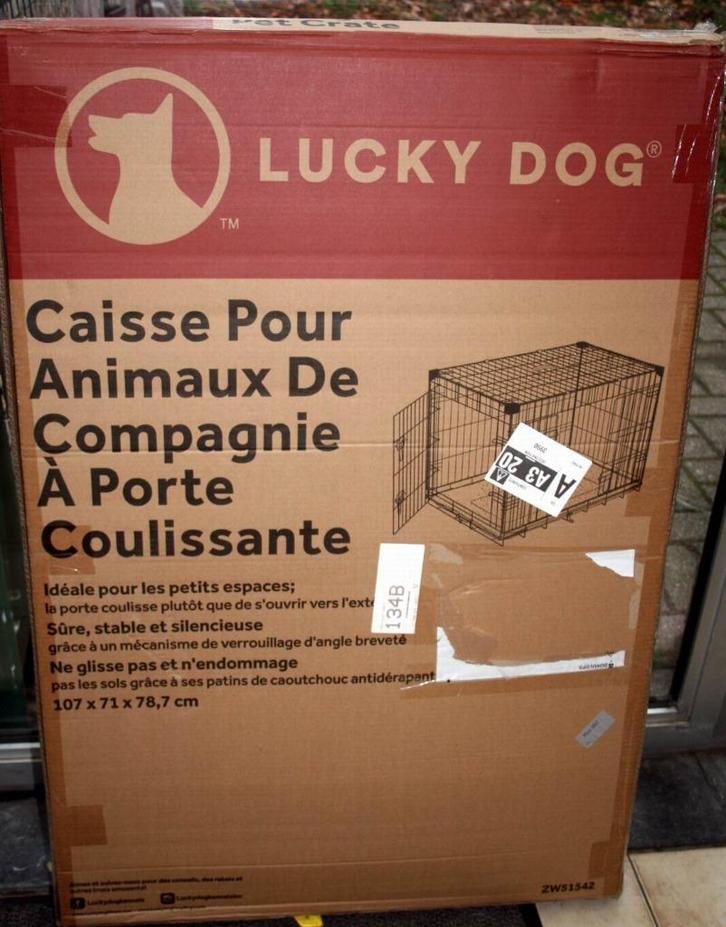 Pet Crate
LUCKY DOG®
TM
Caisse Pour
Animaux De
Compagnie
À Porte
Coulissante
Idéale pour les petits espaces;
la porte coulisse plutôt que de s'ouvrir vers l'exté
Sûre, stable et silencieuse
grâce à un mécanisme de verrouillage d'angle breveté
Ne glisse pas et n'endommage
pas les sols grâce à ses patins de caoutchouc antidérapant
107 x 71 x 78,7 cm
A A3 20
3990
134B
ZW51542